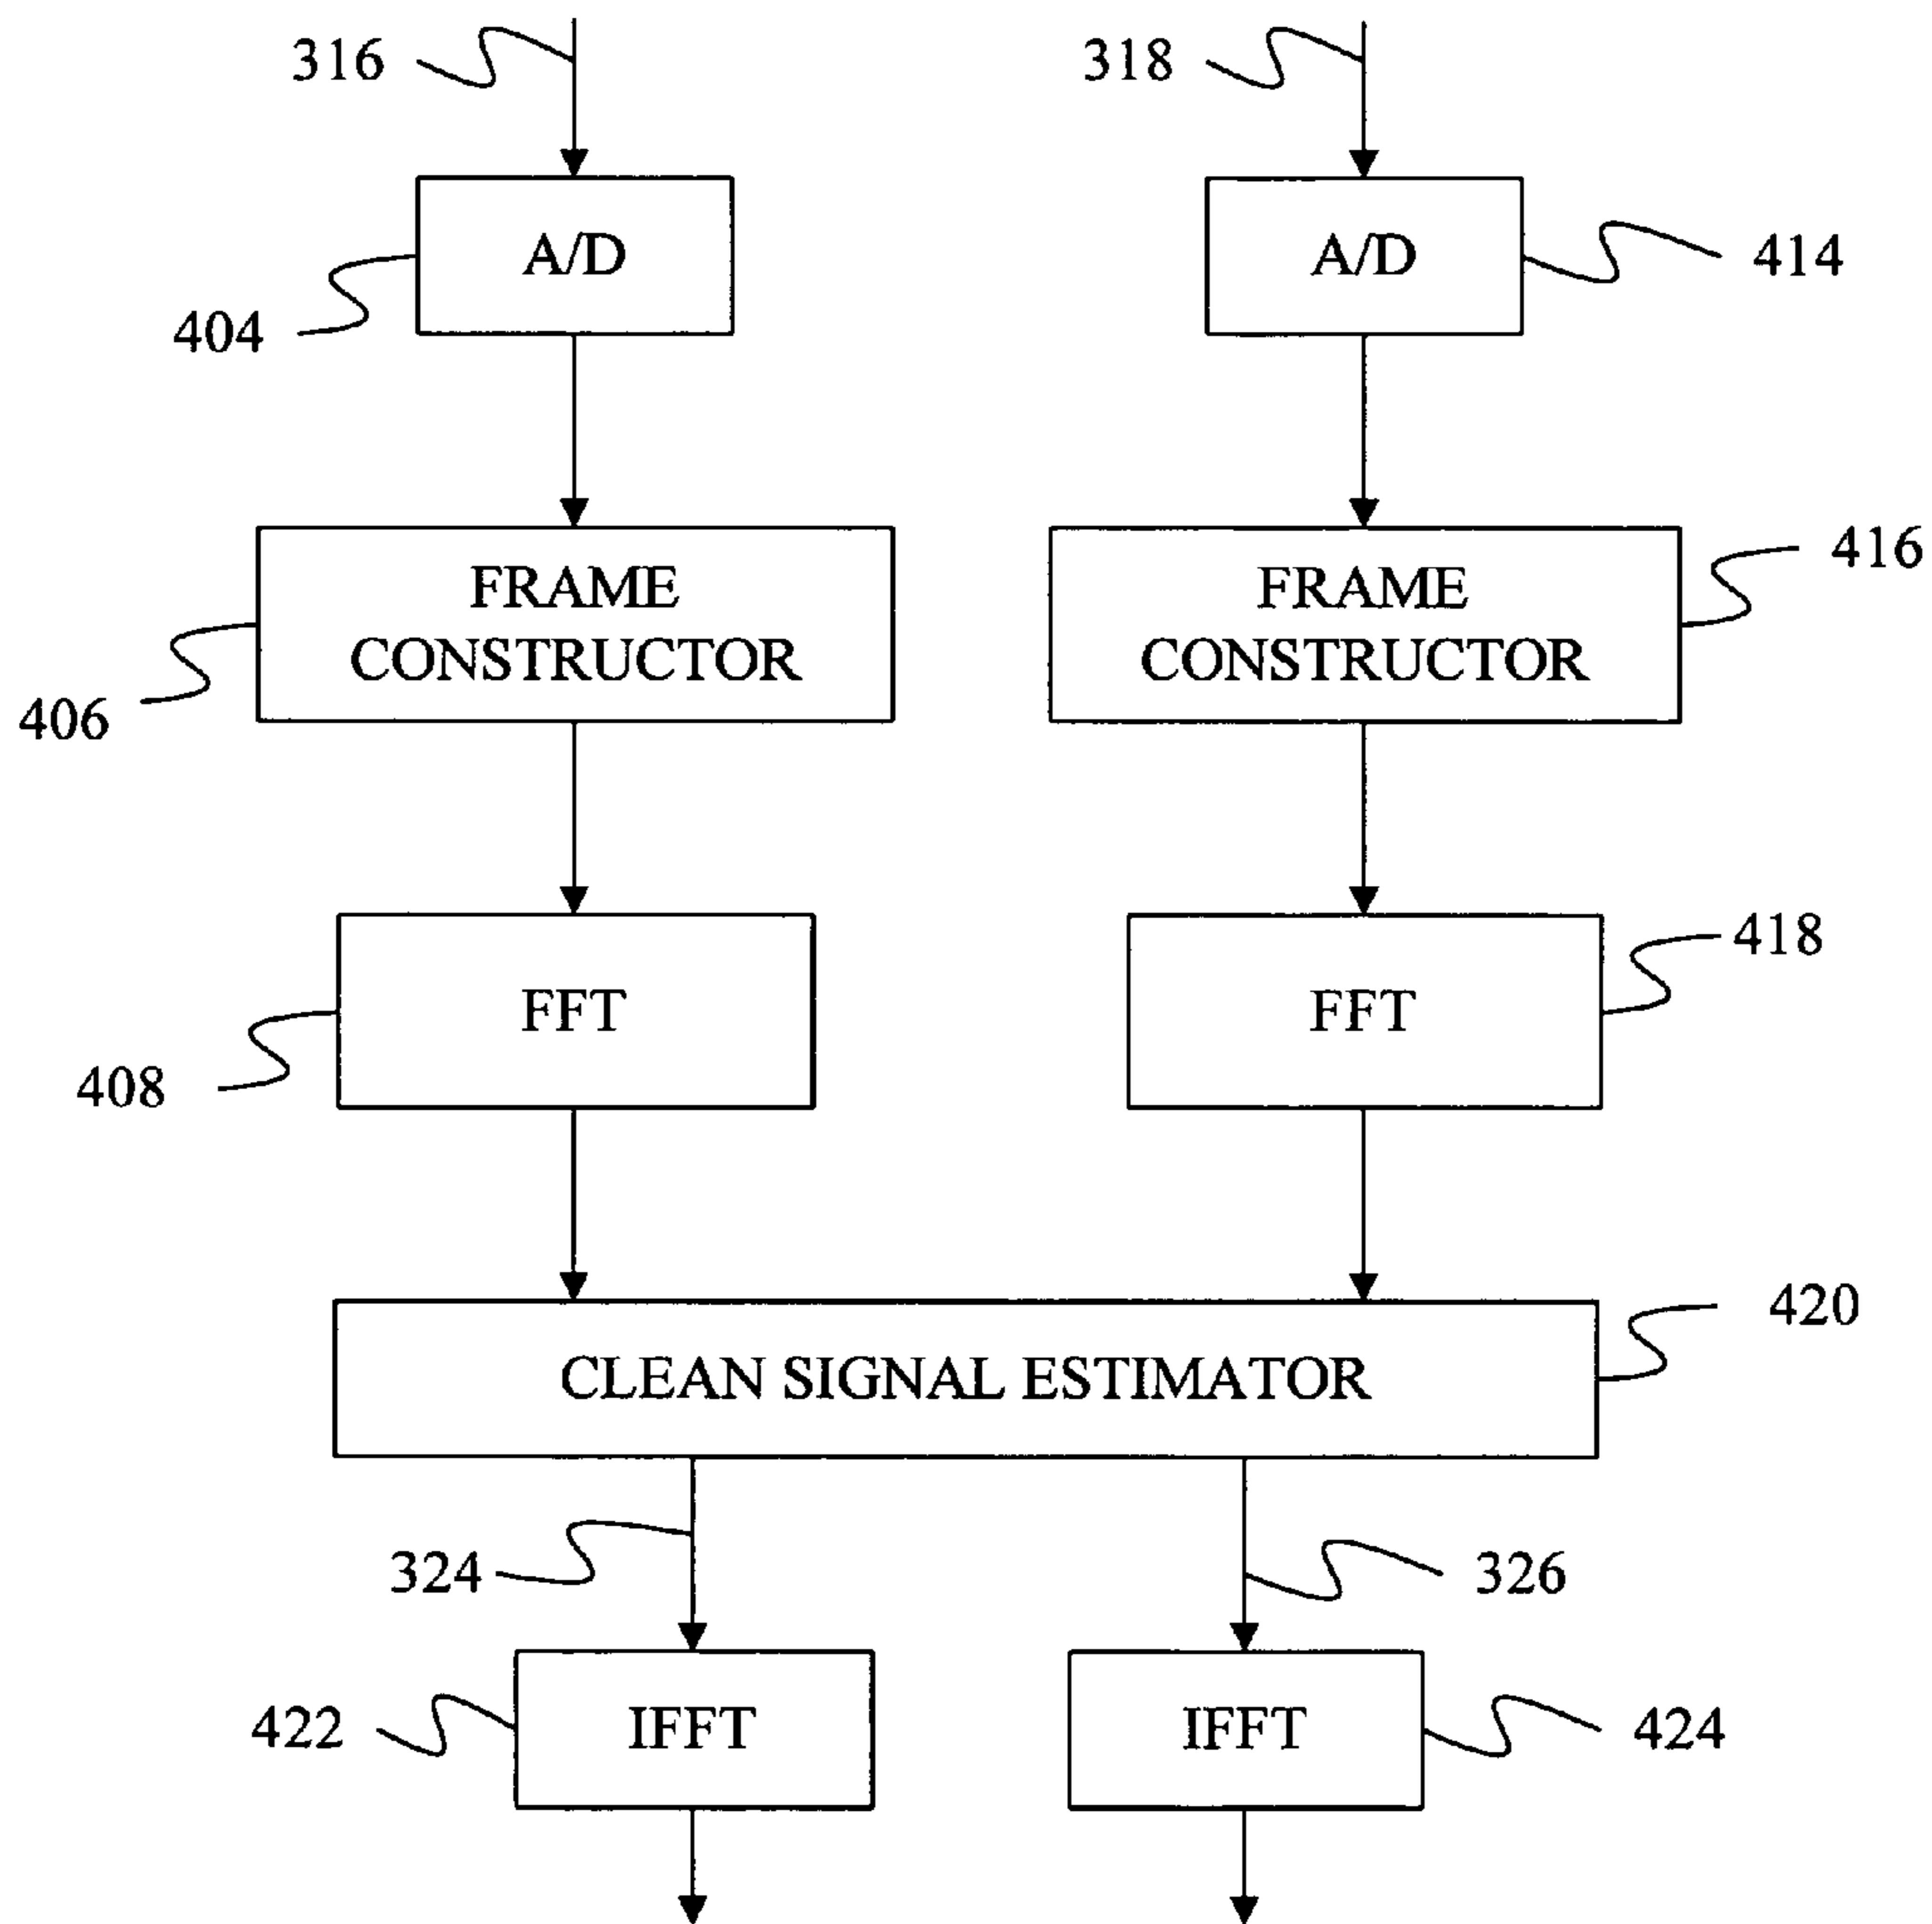 316
318
A/D
A/D
414
404
FRAME
CONSTRUCTOR
FRAME
CONSTRUCTOR
416
406
FFT
FFT
418
408
CLEAN SIGNAL ESTIMATOR
420
324
326
422
IFFT
IFFT
424